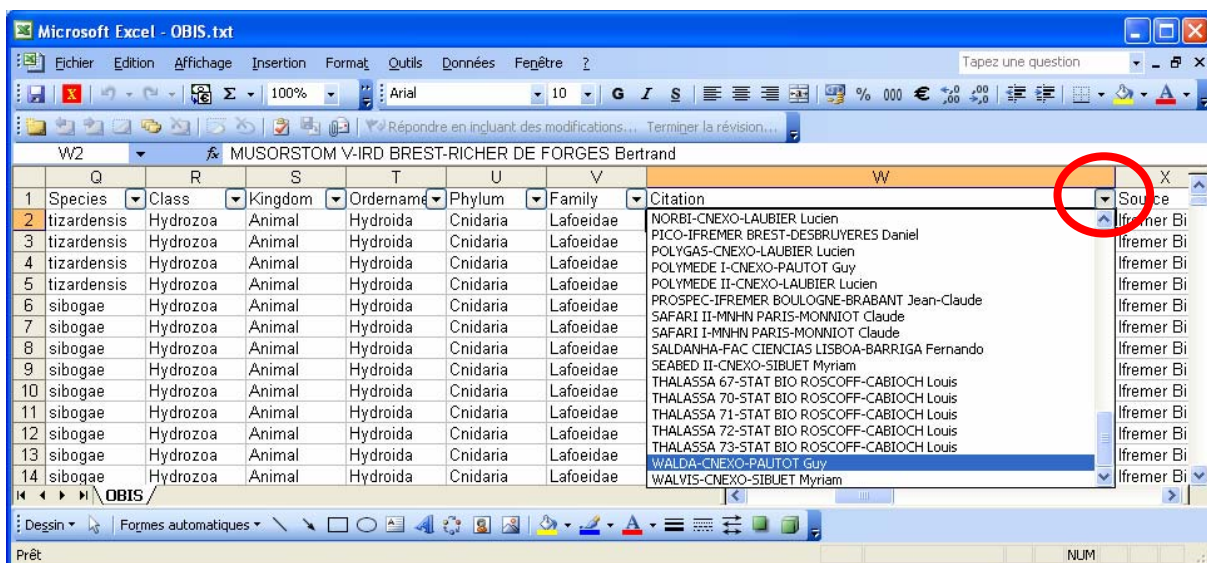 Microsoft Excel - OBIS.txt
Fichier Edition Affichage Insertion Format Outils Données Fenêtre ? Tapez une question
Σ 100% Arial 10 G I S % 000 €
Répondre en incluant des modifications... Terminer la révision...
W2 fx MUSORSTOM V-IRD BREST-RICHER DE FORGES Bertrand
Q R S T U V W X
1 Species Class Kingdom Ordername Phylum Family Citation Source
2 tizardensis Hydrozoa Animal Hydroida Cnidaria Lafoeidae Ifremer Bi
3 tizardensis Hydrozoa Animal Hydroida Cnidaria Lafoeidae Ifremer Bi
4 tizardensis Hydrozoa Animal Hydroida Cnidaria Lafoeidae Ifremer Bi
5 tizardensis Hydrozoa Animal Hydroida Cnidaria Lafoeidae Ifremer Bi
6 sibogae Hydrozoa Animal Hydroida Cnidaria Lafoeidae Ifremer Bi
7 sibogae Hydrozoa Animal Hydroida Cnidaria Lafoeidae Ifremer Bi
8 sibogae Hydrozoa Animal Hydroida Cnidaria Lafoeidae Ifremer Bi
9 sibogae Hydrozoa Animal Hydroida Cnidaria Lafoeidae Ifremer Bi
10 sibogae Hydrozoa Animal Hydroida Cnidaria Lafoeidae Ifremer Bi
11 sibogae Hydrozoa Animal Hydroida Cnidaria Lafoeidae Ifremer Bi
12 sibogae Hydrozoa Animal Hydroida Cnidaria Lafoeidae Ifremer Bi
13 sibogae Hydrozoa Animal Hydroida Cnidaria Lafoeidae Ifremer Bi
14 sibogae Hydrozoa Animal Hydroida Cnidaria Lafoeidae Ifremer Bi
NORBI-CNEXO-LAUBIER Lucien
PICO-IFREMER BREST-DESBRUYERES Daniel
POLYGAS-CNEXO-LAUBIER Lucien
POLYMEDE I-CNEXO-PAUTOT Guy
POLYMEDE II-CNEXO-LAUBIER Lucien
PROSPEC-IFREMER BOULOGNE-BRABANT Jean-Claude
SAFARI II-MNHN PARIS-MONNIOT Claude
SAFARI I-MNHN PARIS-MONNIOT Claude
SALDANHA-FAC CIENCIAS LISBOA-BARRIGA Fernando
SEABED II-CNEXO-SIBUET Myriam
THALASSA 67-STAT BIO ROSCOFF-CABIOCH Louis
THALASSA 70-STAT BIO ROSCOFF-CABIOCH Louis
THALASSA 71-STAT BIO ROSCOFF-CABIOCH Louis
THALASSA 72-STAT BIO ROSCOFF-CABIOCH Louis
THALASSA 73-STAT BIO ROSCOFF-CABIOCH Louis
WALDA-CNEXO-PAUTOT Guy
WALVIS-CNEXO-SIBUET Myriam
OBIS
Dessin Formes automatiques
Prêt NUM